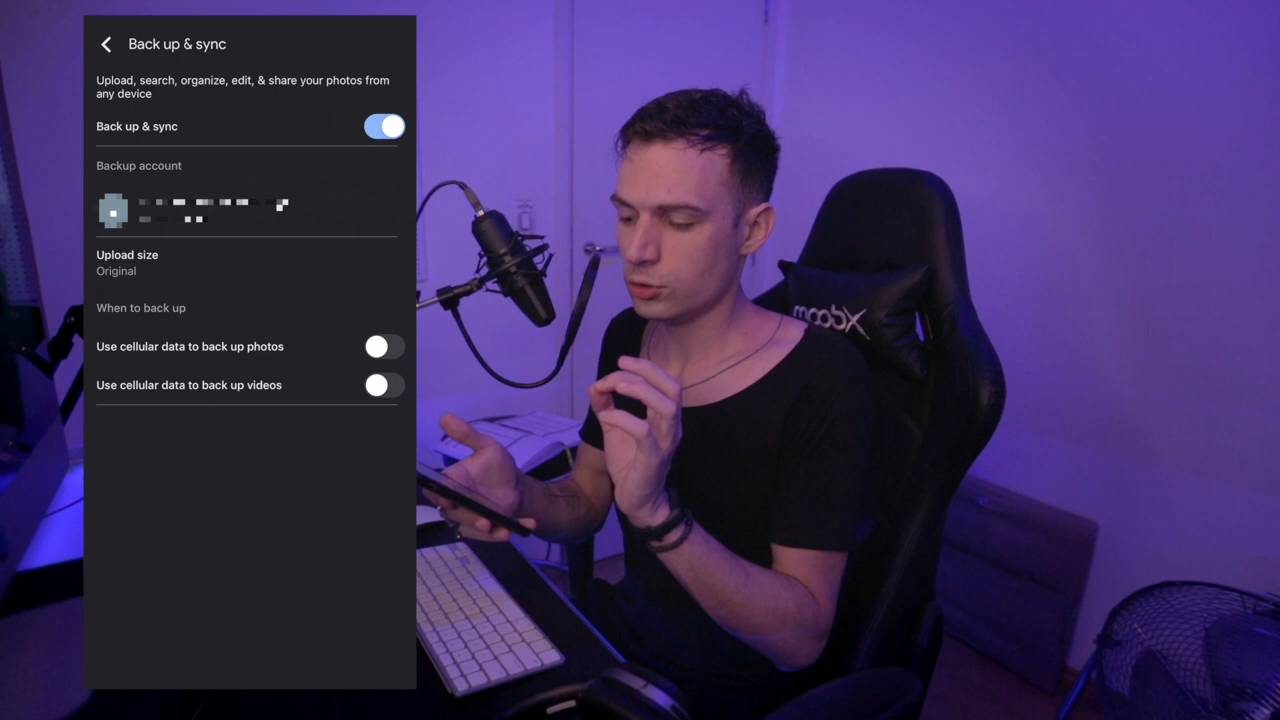 Back up & sync
Upload, search, organize, edit, & share your photos from
any device
Back up & sync
Backup account
Upload size
Original
When to back up
Use cellular data to back up photos
Use cellular data to back up videos